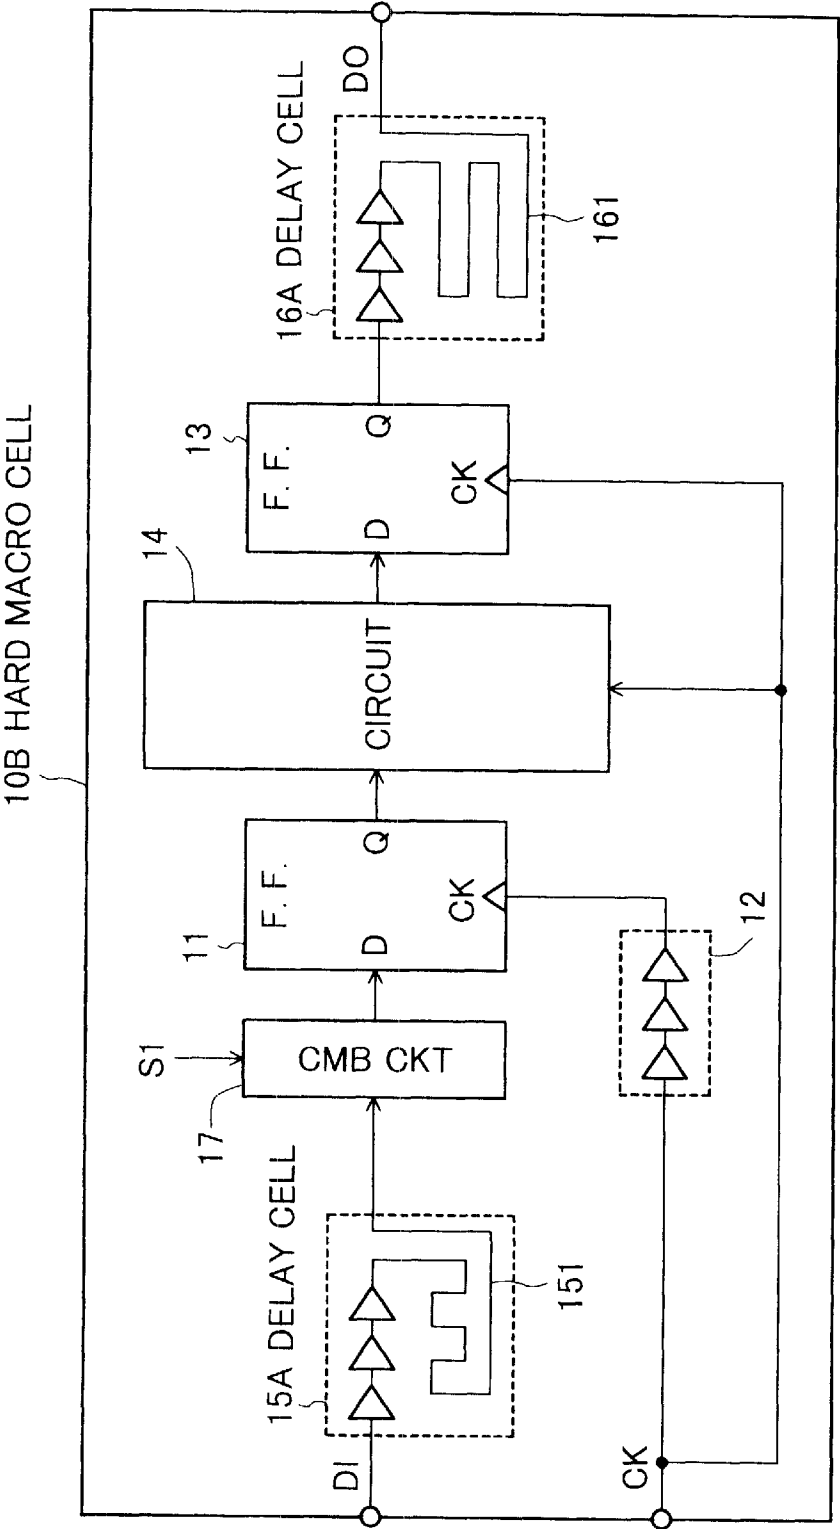 10B HARD MACRO CELL
15A DELAY CELL
16A DELAY CELL
DI
DO
151
161
17
S1
CMB CKT
11
F. F.
D
Q
CK
14
CIRCUIT
13
F. F.
D
Q
CK
12
CK